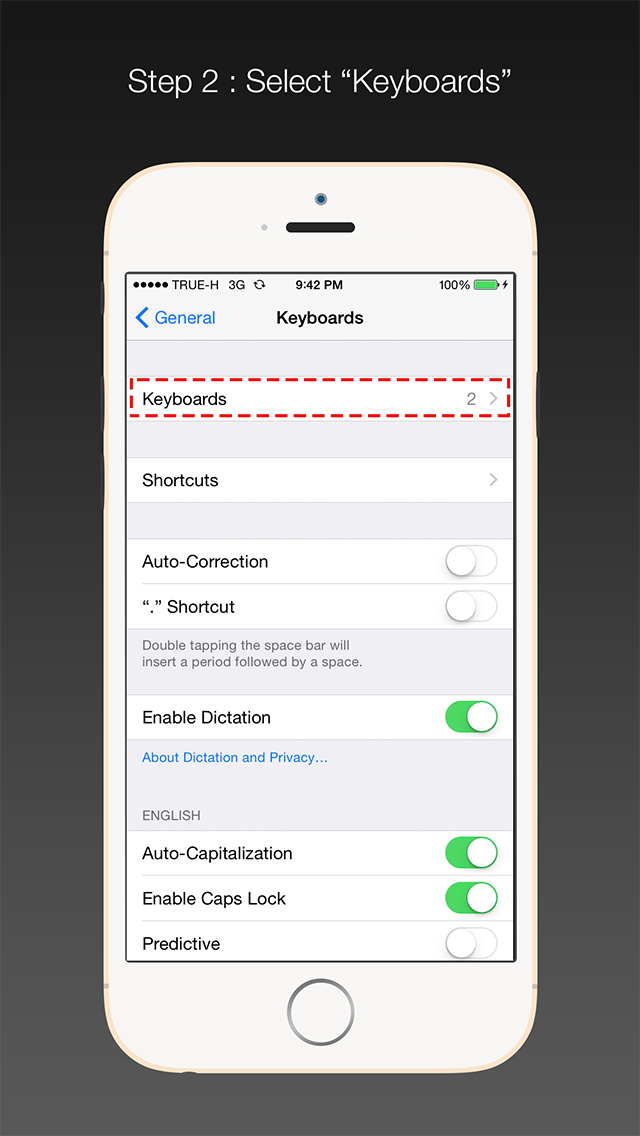 Step 2 : Select “Keyboards”
TRUE-H 3G 9:42 PM 100%
General Keyboards
Keyboards 2
Shortcuts
Auto-Correction
“.” Shortcut
Double tapping the space bar will
insert a period followed by a space.
Enable Dictation
About Dictation and Privacy...
ENGLISH
Auto-Capitalization
Enable Caps Lock
Predictive